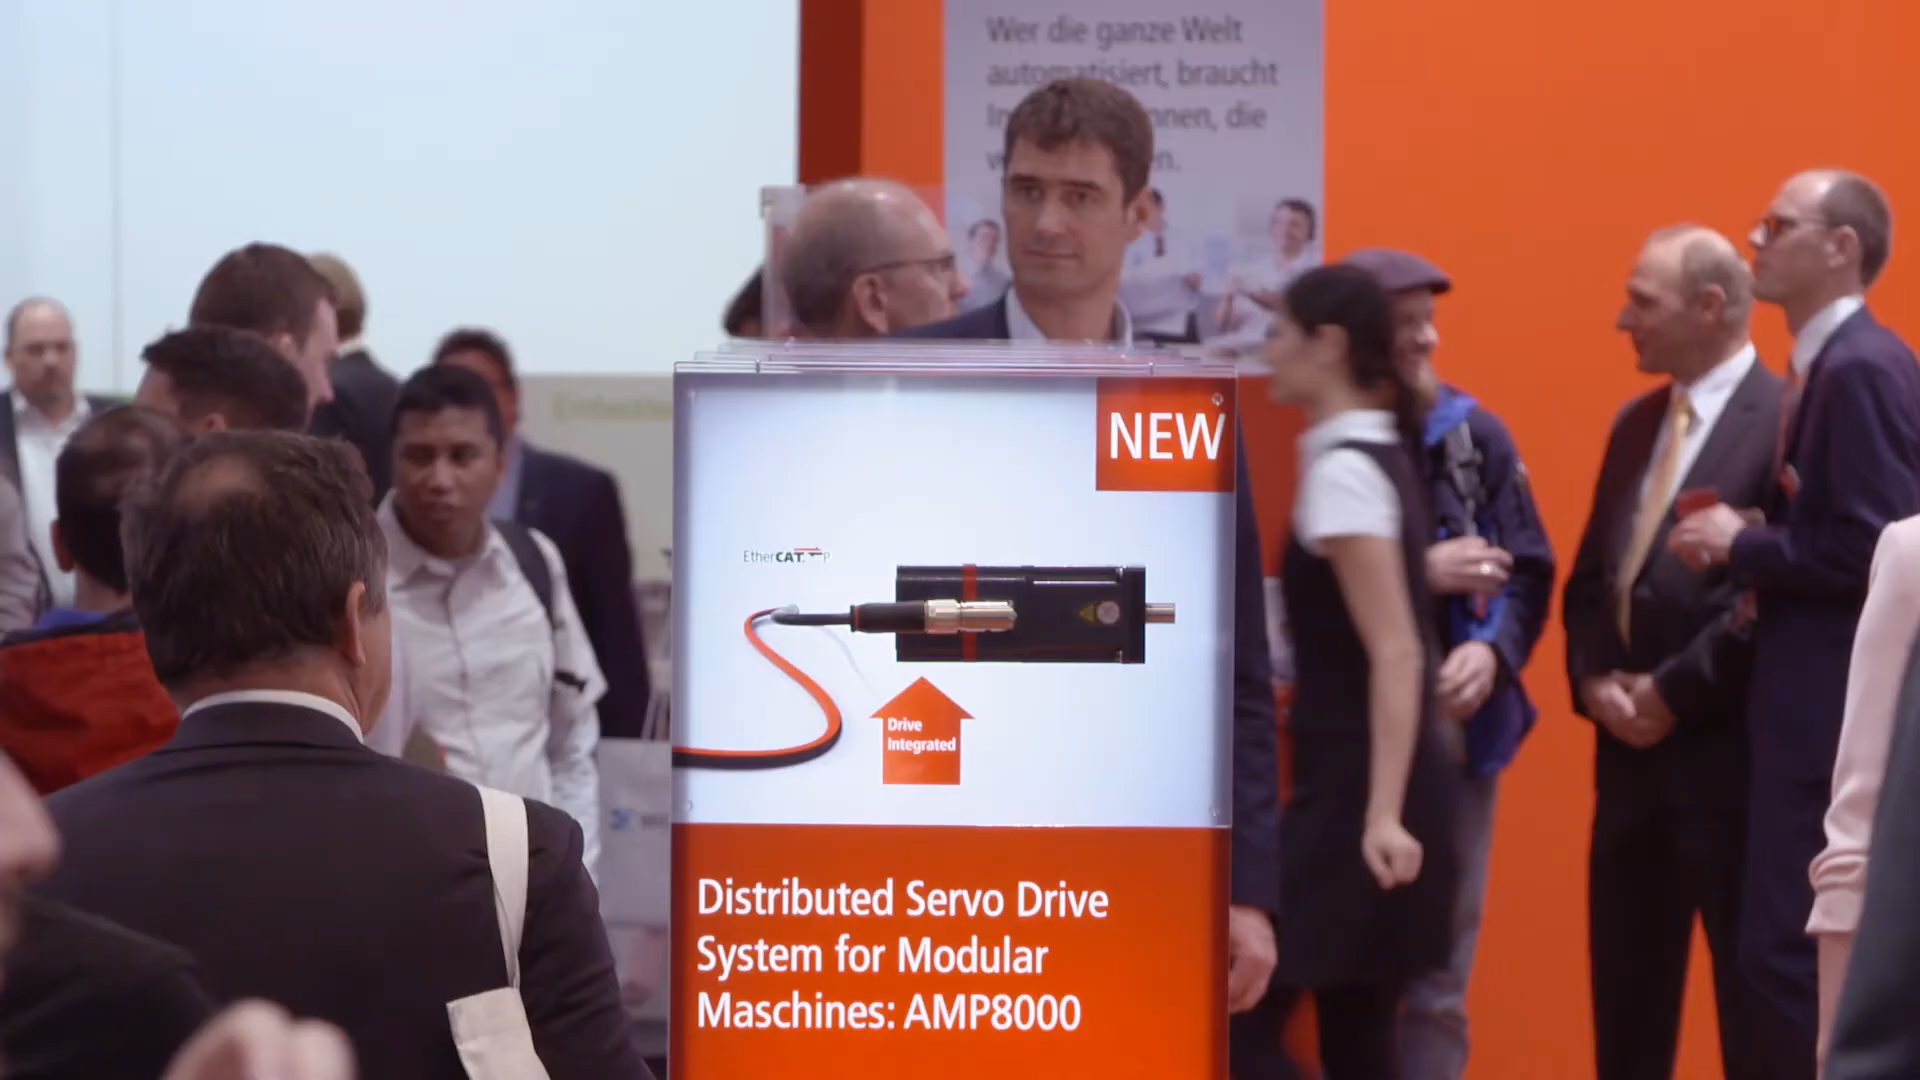 Wer die ganze Welt
automatisiert, braucht
nnen, die
NEW
EtherCAT P
Drive
Integrated
Distributed Servo Drive
System for Modular
Maschines: AMP8000